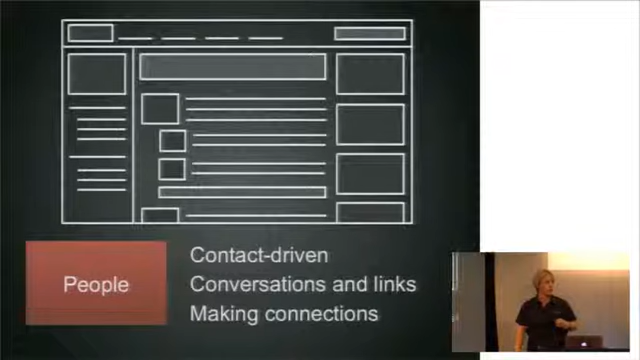 People
Contact-driven
Conversations and links
Making connections